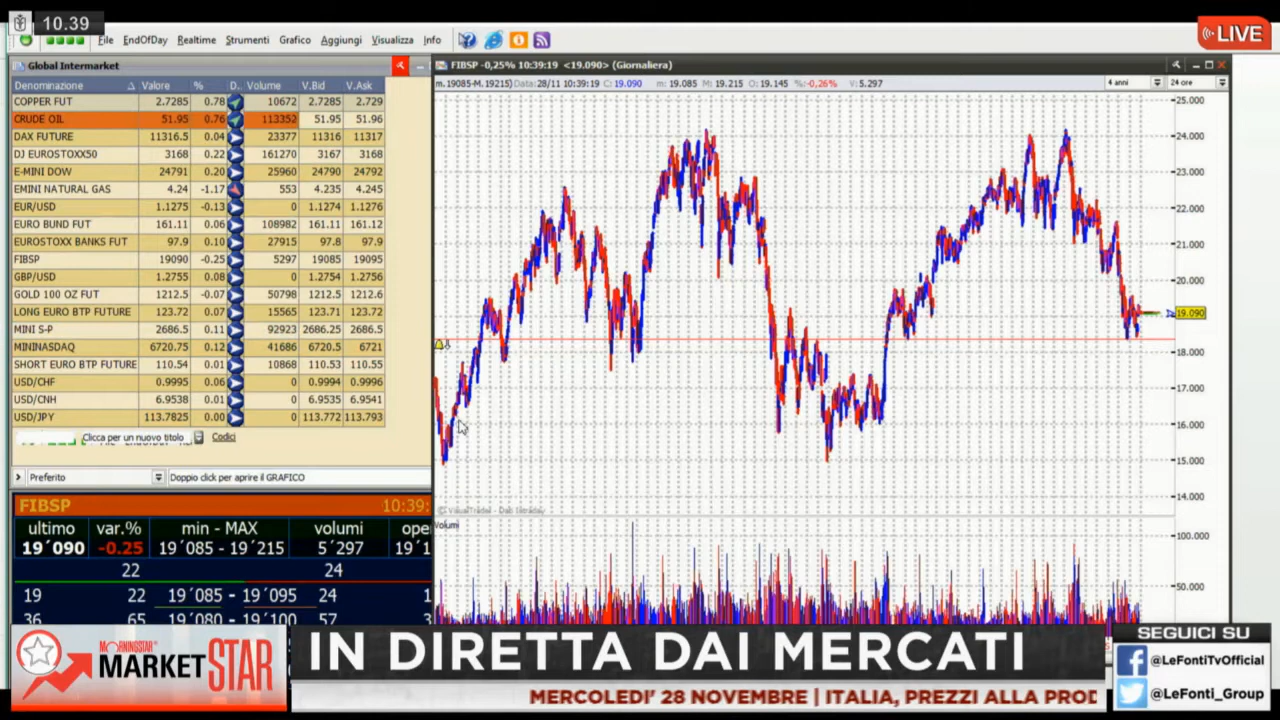 10.39
LIVE
File EndOfDay Realtime Strumenti Grafico Aggiungi Visualizza Info
Global Intermarket
Denominazione Valore % D.. Volume V.Bid V.Ask
COPPER FUT 2.7285 0.78 10672 2.7285 2.729
CRUDE OIL 51.95 0.76 113352 51.95 51.96
DAX FUTURE 11316.5 0.04 23377 11316 11317
DJ EUROSTOXX50 3168 0.22 161270 3167 3168
E-MINI DOW 24791 0.20 25960 24790 24792
EMINI NATURAL GAS 4.24 -1.17 553 4.235 4.245
EUR/USD 1.1275 -0.13 0 1.1274 1.1276
EURO BUND FUT 161.11 0.06 108982 161.11 161.12
EUROSTOXX BANKS FUT 97.9 0.10 27915 97.8 97.9
FIBSP 19090 -0.25 5297 19085 19095
GBP/USD 1.2755 0.08 0 1.2754 1.2756
GOLD 100 OZ FUT 1212.5 -0.07 50798 1212.5 1212.6
LONG EURO BTP FUTURE 123.72 0.07 15565 123.71 123.72
MINI S-P 2686.5 0.11 92923 2686.25 2686.5
MININASDAQ 6720.75 0.12 41686 6720.5 6721
SHORT EURO BTP FUTURE 110.54 0.01 10868 110.53 110.55
USD/CHF 0.9995 0.06 0 0.9994 0.9996
USD/CNH 6.9538 0.01 0 6.9535 6.9541
USD/JPY 113.7825 0.00 0 113.772 113.793
Clicca per un nuovo titolo Codici
Preferito Doppio click per aprire il GRAFICO
FIBSP 10:39:
ultimo var.% min - MAX volumi ope
19´090 -0.25 19´085 - 19´215 5´297 19´1
22 24
19 22 19´085 - 19´095 24 1
36 65 19´080 - 19´100 57
FIBSP -0,25% 10:39:19 <19.090> (Giornaliera)
m.19085-M.19215) Data:28/11 10:39:19 C:19.090 m:19.085 M:19.215 O:19.145 %:-0,26% V:5.297
4 anni 24 ore
25.000
24.000
23.000
22.000
21.000
20.000
19.090
18.000
17.000
16.000
15.000
14.000
© VisualTrader - Dati Intraday
Volumi
100.000
50.000
MORNINGSTAR
MARKET STAR
IN DIRETTA DAI MERCATI
MERCOLEDI' 28 NOVEMBRE | ITALIA, PREZZI ALLA PROD
SEGUICI SU
@LeFontiTvOfficial
@LeFonti_Group